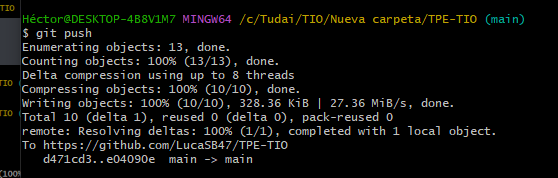 TIO
Héctor@DESKTOP-4B8V1M7 MINGW64 /c/Tudai/TIO/Nueva carpeta/TPE-TIO (main)
$ git push
Enumerating objects: 13, done.
Counting objects: 100% (13/13), done.
Delta compression using up to 8 threads
Compressing objects: 100% (10/10), done.
Writing objects: 100% (10/10), 328.36 KiB | 27.36 MiB/s, done.
Total 10 (delta 1), reused 0 (delta 0), pack-reused 0
remote: Resolving deltas: 100% (1/1), completed with 1 local object.
To https://github.com/LucaSB47/TPE-TIO
d471cd3..e04090e main -> main
(100%